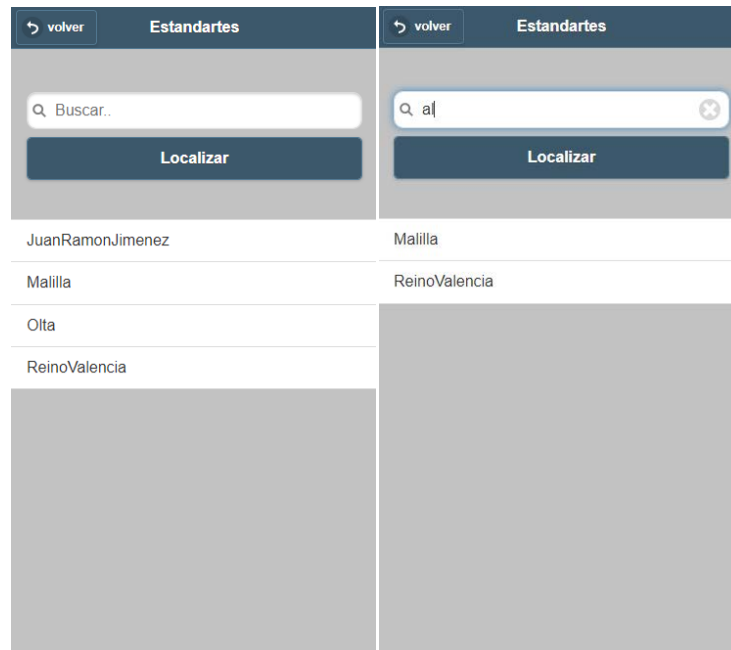 volver Estandartes
Buscar..
Localizar
JuanRamonJimenez
Malilla
Olta
ReinoValencia
volver Estandartes
al
Localizar
Malilla
ReinoValencia